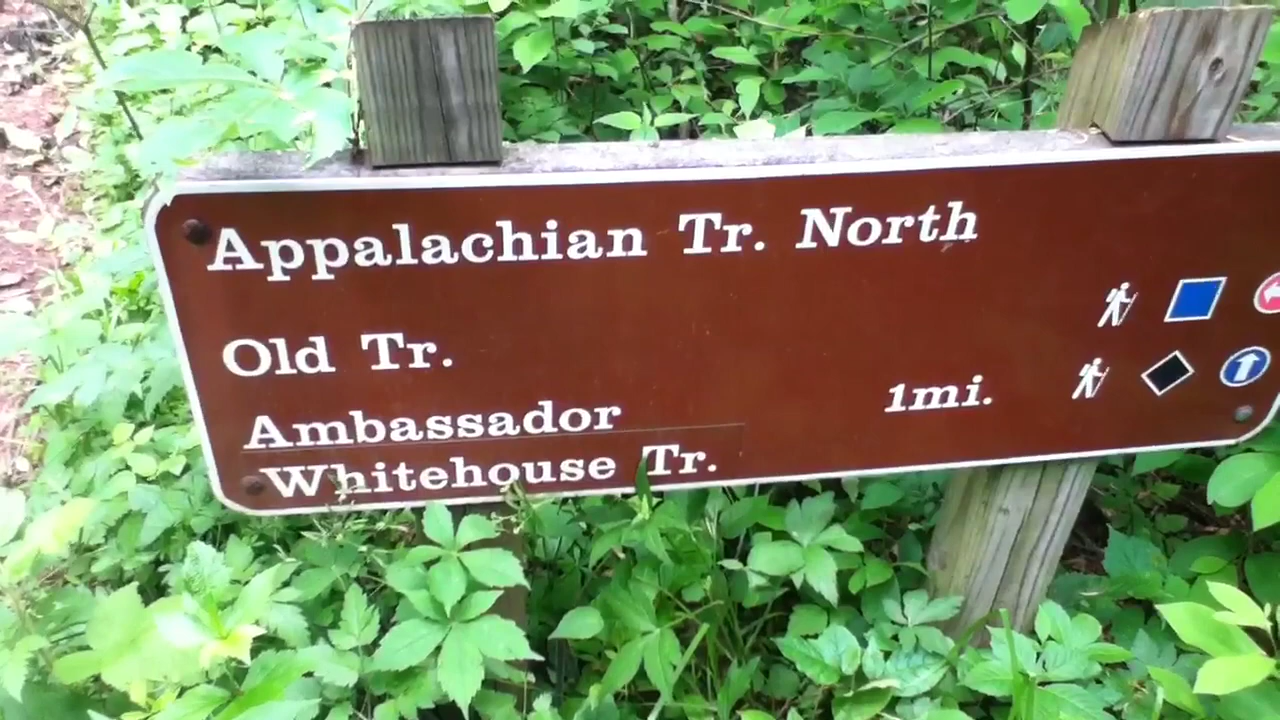 Appalachian Tr. North
Old Tr.
Ambassador
Whitehouse Tr. 1mi.